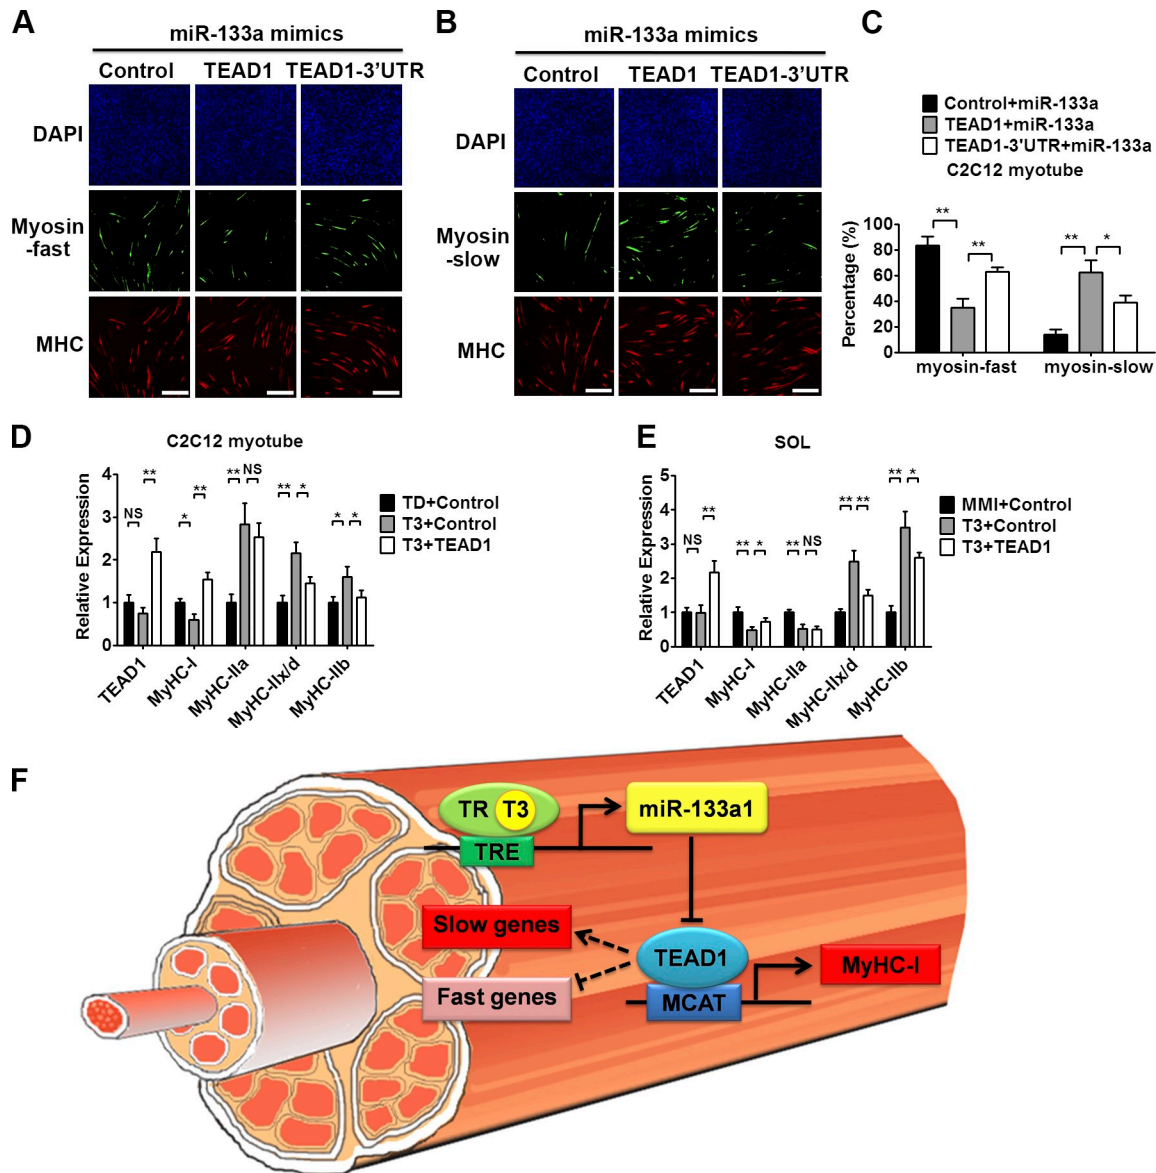 A
miR-133a mimics
Control TEAD1 TEAD1-3'UTR
DAPI
Myosin
-fast
MHC
B
miR-133a mimics
Control TEAD1 TEAD1-3'UTR
DAPI
Myosin
-slow
MHC
C
Control+miR-133a
TEAD1+miR-133a
TEAD1-3'UTR+miR-133a
C2C12 myotube
Percentage (%)
100
80
60
40
20
0
** ** ** *
myosin-fast myosin-slow
D
C2C12 myotube
Relative Expression
4
3
2
1
0
NS ** * ** ** NS ** * * *
TEAD1 MyHC-I MyHC-IIa MyHC-IIx/d MyHC-IIb
TD+Control
T3+Control
T3+TEAD1
E
SOL
Relative Expression
5
4
3
2
1
0
NS ** ** * ** NS ** ** ** *
TEAD1 MyHC-I MyHC-IIa MyHC-IIx/d MyHC-IIb
MMI+Control
T3+Control
T3+TEAD1
F
TR T3
TRE
miR-133a1
Slow genes
Fast genes
TEAD1
MCAT
MyHC-I